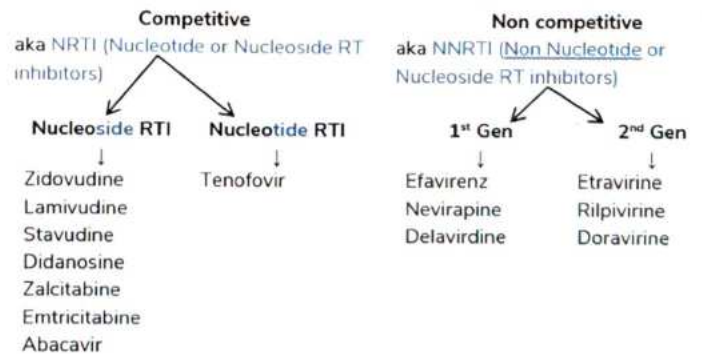 Competitive
aka NRTI (Nucleotide or Nucleoside RT
inhibitors)
Nucleoside RTI
Zidovudine
Lamivudine
Stavudine
Didanosine
Zalcitabine
Emtricitabine
Abacavir
Nucleotide RTI
Tenofovir
Non competitive
aka NNRTI (Non Nucleotide or
Nucleoside RT inhibitors)
1st Gen
Efavirenz
Nevirapine
Delavirdine
2nd Gen
Etravirine
Rilpivirine
Doravirine